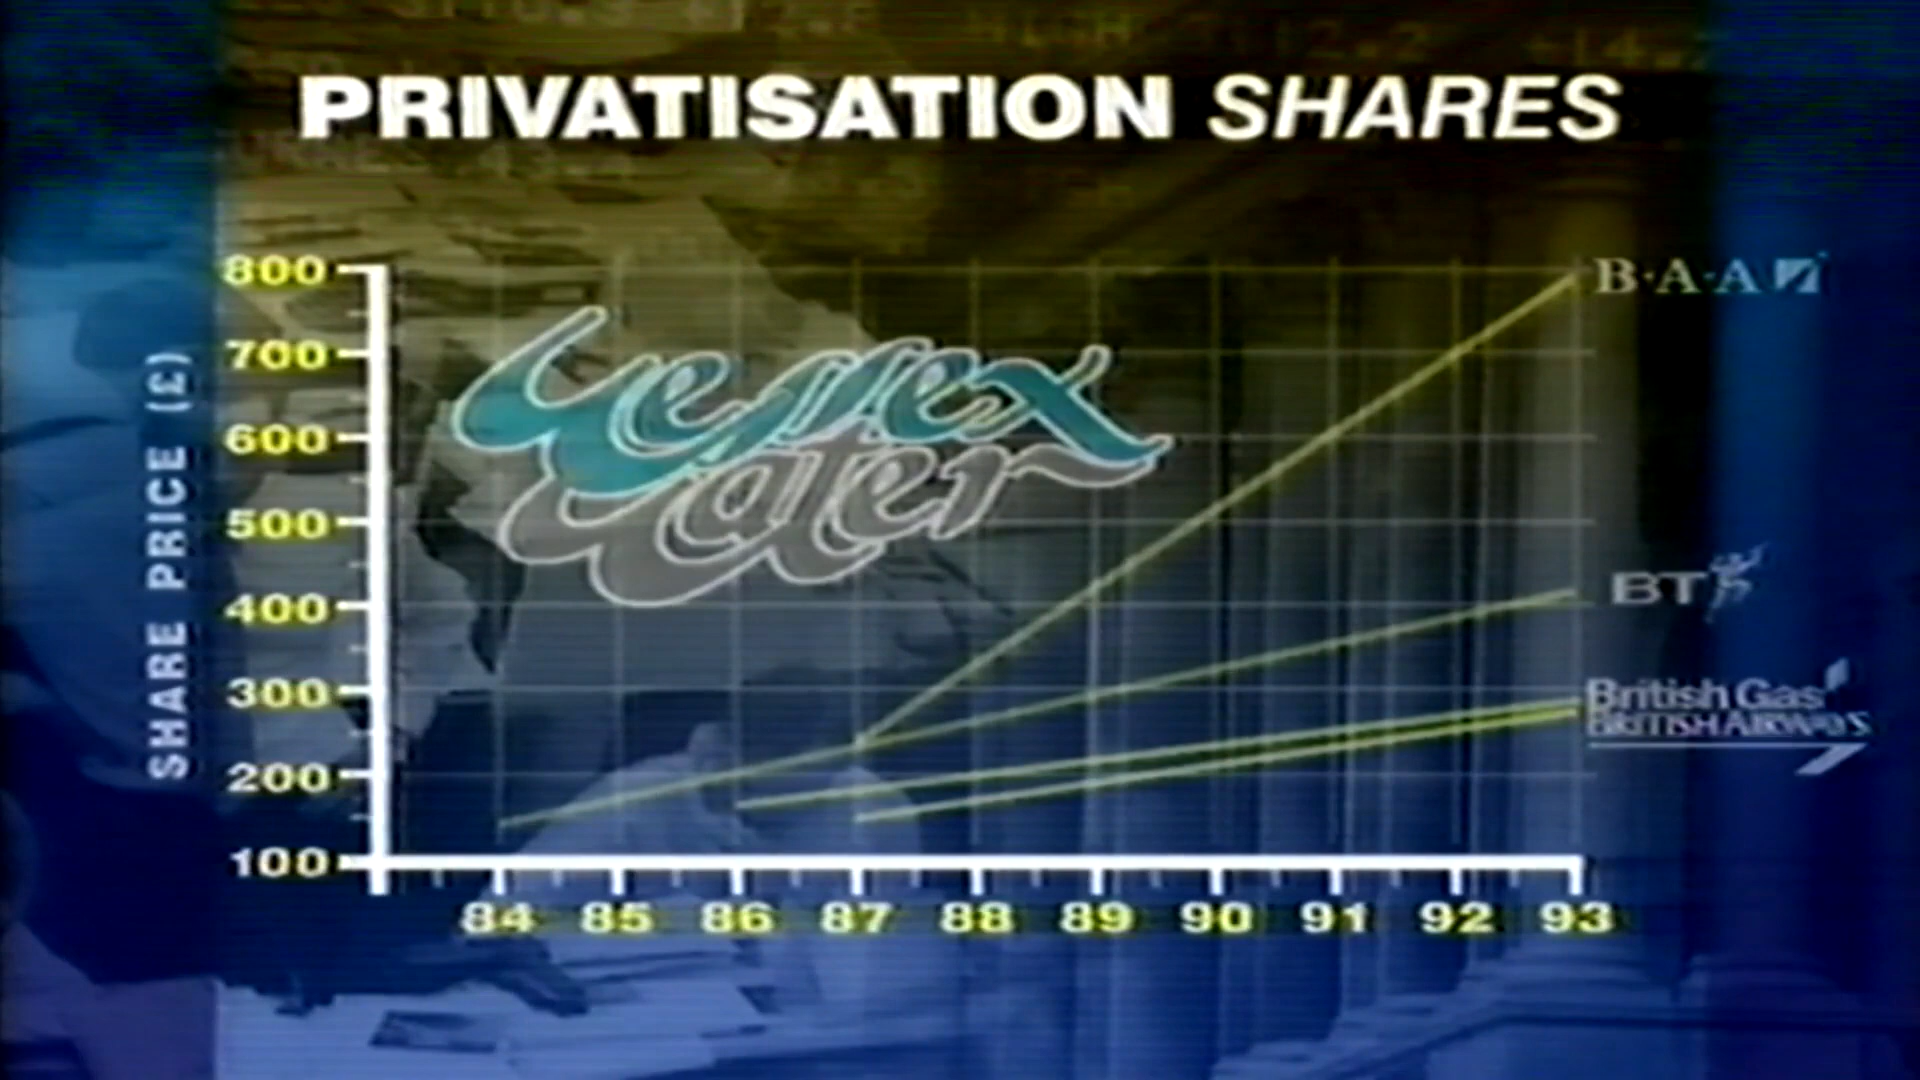 PRIVATISATION SHARES
SHARE PRICE (£)
800
700
600
500
400
300
200
100
Wessex
Water
B·A·A
BT
British Gas
BRITISH AIRWAYS
84 85 86 87 88 89 90 91 92 93